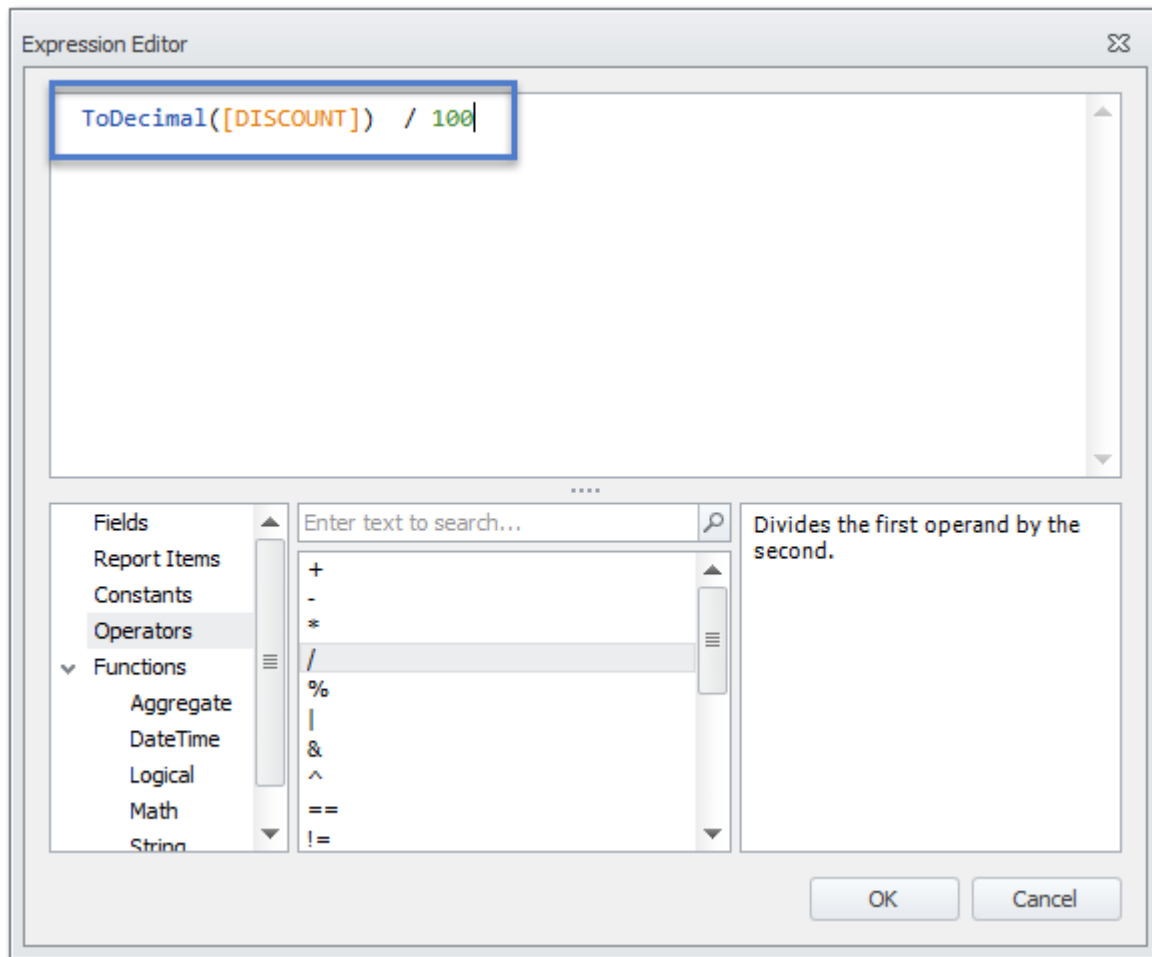 Expression Editor
ToDecimal([DISCOUNT])  / 100
Fields
Report Items
Constants
Operators
Functions
Aggregate
DateTime
Logical
Math
String
Enter text to search...
+
-
*
/
%
|
&
^
==
!=
Divides the first operand by the
second.
OK
Cancel